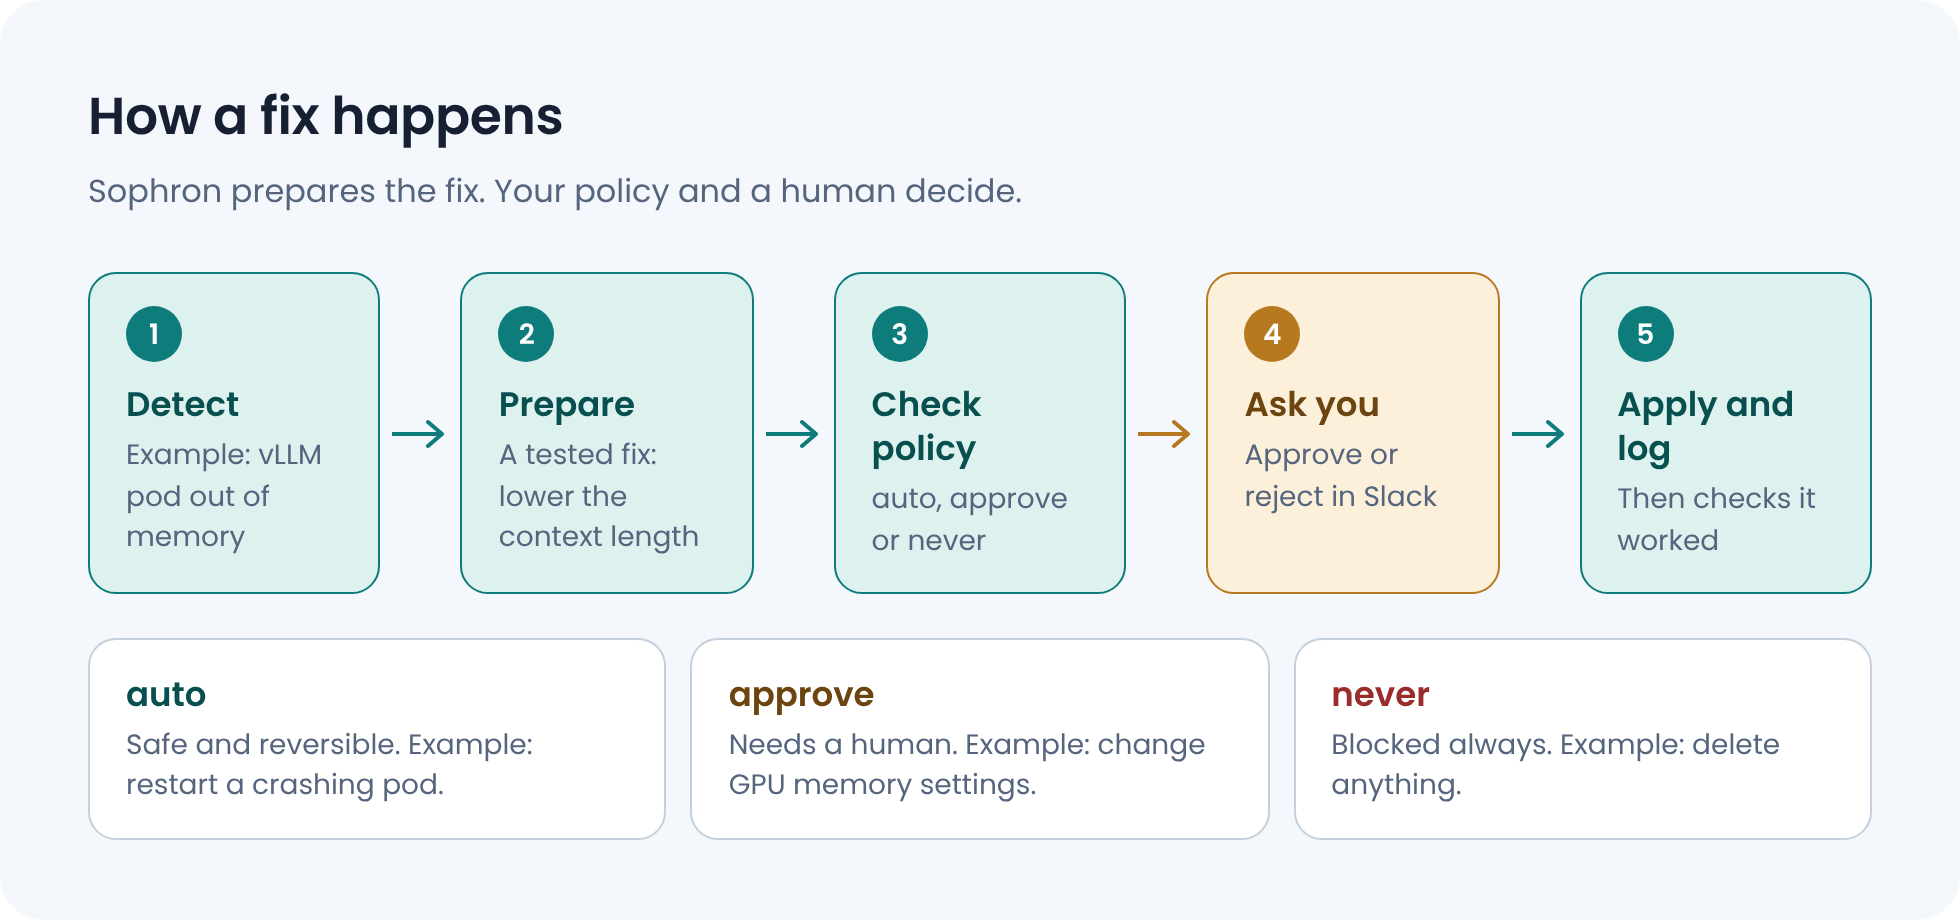 How a fix happens
Sophron prepares the fix. Your policy and a human decide.
1
Detect
Example: vLLM
pod out of
memory
2
Prepare
A tested fix:
lower the
context length
3
Check
policy
auto, approve
or never
4
Ask you
Approve or
reject in Slack
5
Apply and
log
Then checks it
worked
auto
Safe and reversible. Example:
restart a crashing pod.
approve
Needs a human. Example: change
GPU memory settings.
never
Blocked always. Example: delete
anything.